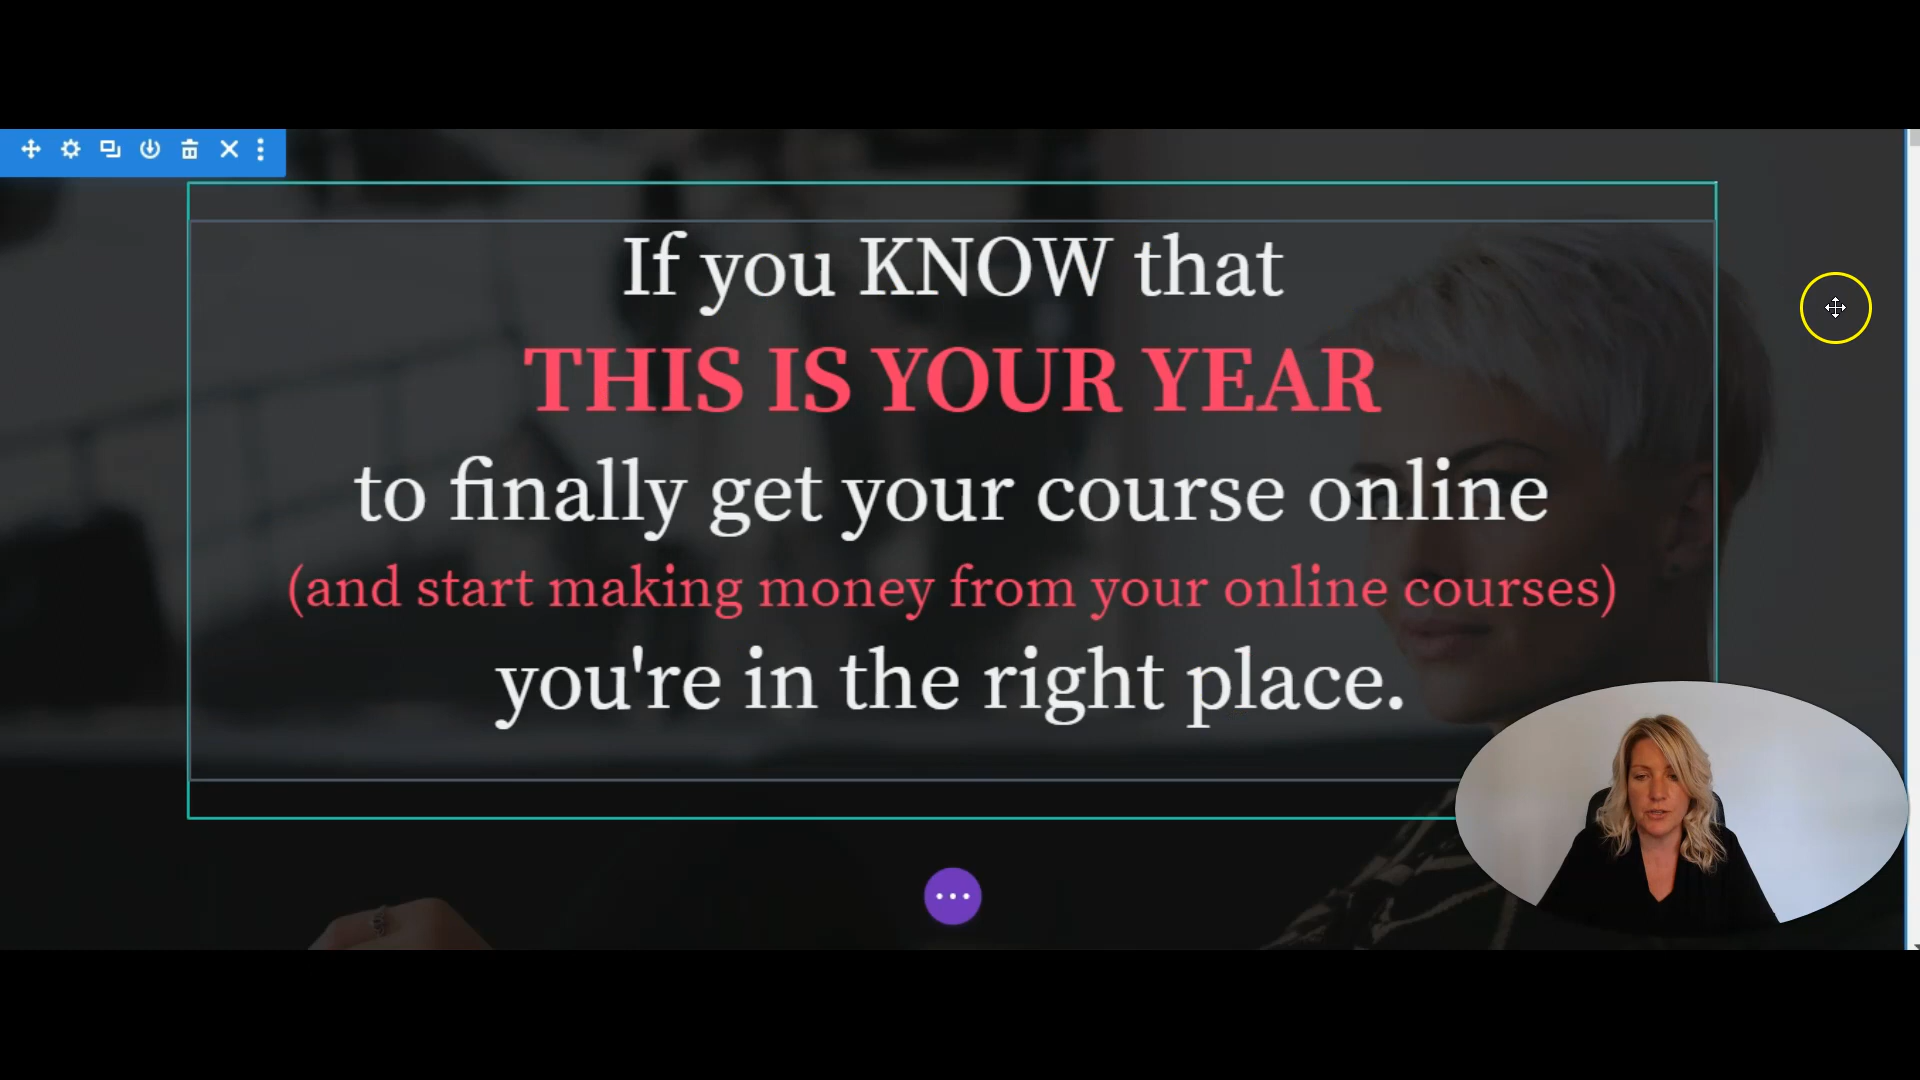 If you KNOW that
THIS IS YOUR YEAR
to finally get your course online
(and start making money from your online courses)
you're in the right place.